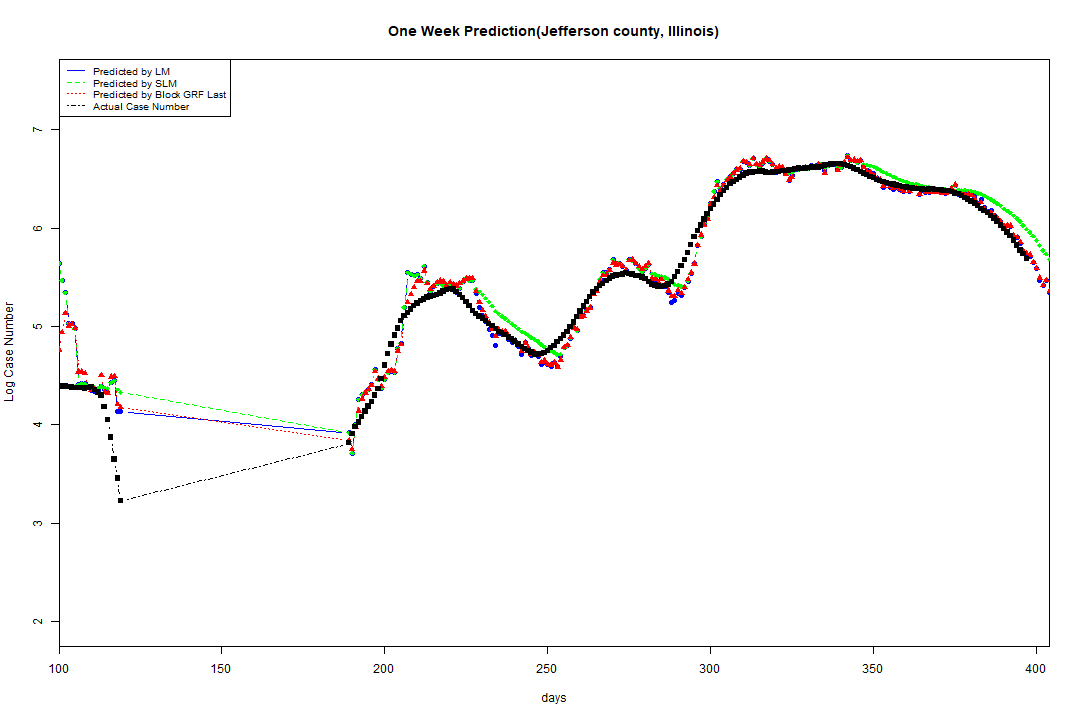 One Week Prediction(Jefferson county, Illinois)
Predicted by LM
Predicted by SLM
Predicted by Block GRF Last
Actual Case Number
Log Case Number
7
6
5
4
3
2
100 150 200 250 300 350 400
days